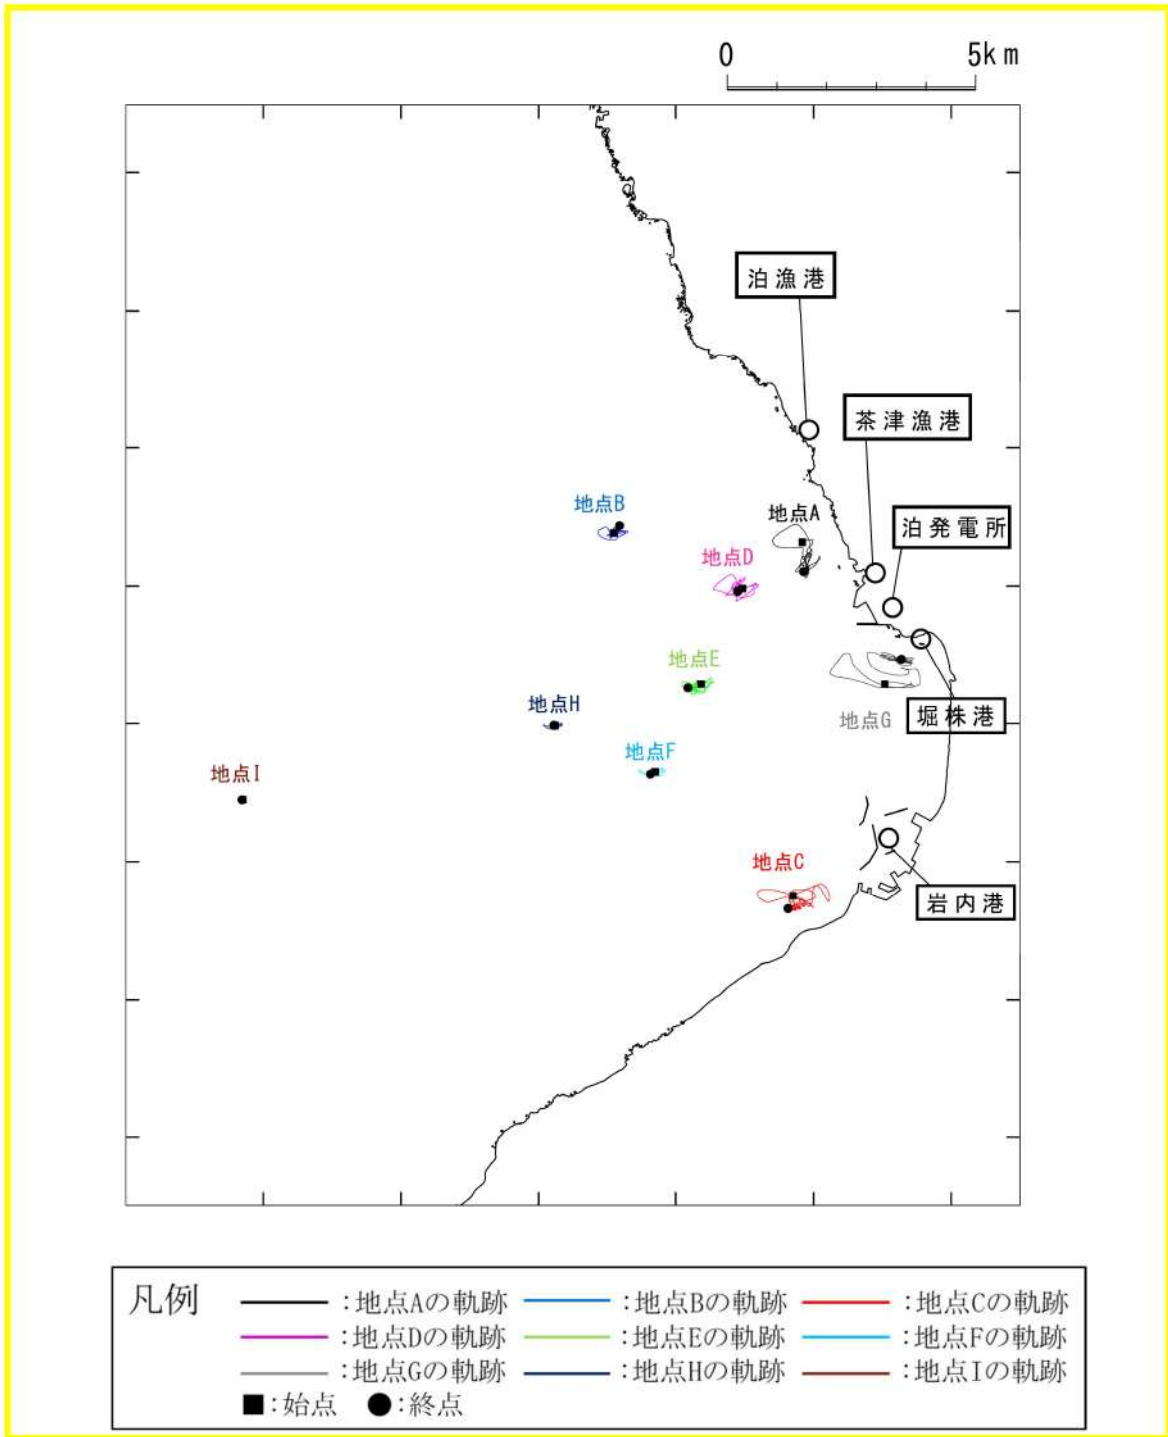 0 5km
泊漁港
茶津漁港
地点B
地点A
泊発電所
地点D
地点E
地点H
地点G
堀株港
地点F
地点I
地点C
岩内港
凡例 :地点Aの軌跡 :地点Bの軌跡 :地点Cの軌跡
:地点Dの軌跡 :地点Eの軌跡 :地点Fの軌跡
:地点Gの軌跡 :地点Hの軌跡 :地点Iの軌跡
■:始点 ●:終点